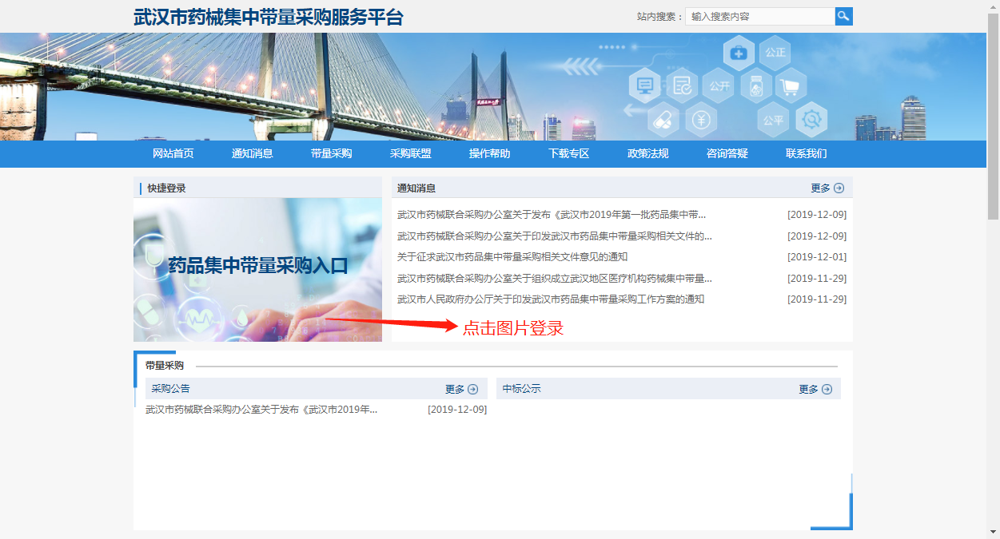 武汉市药械集中带量采购服务平台
站内搜索：
输入搜索内容
公正
公开
公平
网站首页 通知消息 带量采购 采购联盟 操作帮助 下载专区 政策法规 咨询答疑 联系我们
快捷登录
药品集中带量采购入口
通知消息 更多
武汉市药械联合采购办公室关于发布《武汉市2019年第一批药品集中带... [2019-12-09]
武汉市药械联合采购办公室关于印发武汉市药品集中带量采购相关文件的... [2019-12-09]
关于征求武汉市药品集中带量采购相关文件意见的通知 [2019-12-01]
武汉市药械联合采购办公室关于组织成立武汉地区医疗机构药械集中带量... [2019-11-29]
武汉市人民政府办公厅关于印发武汉市药品集中带量采购工作方案的通知 [2019-11-29]
点击图片登录
带量采购
采购公告 更多
武汉市药械联合采购办公室关于发布《武汉市2019年... [2019-12-09]
中标公示 更多